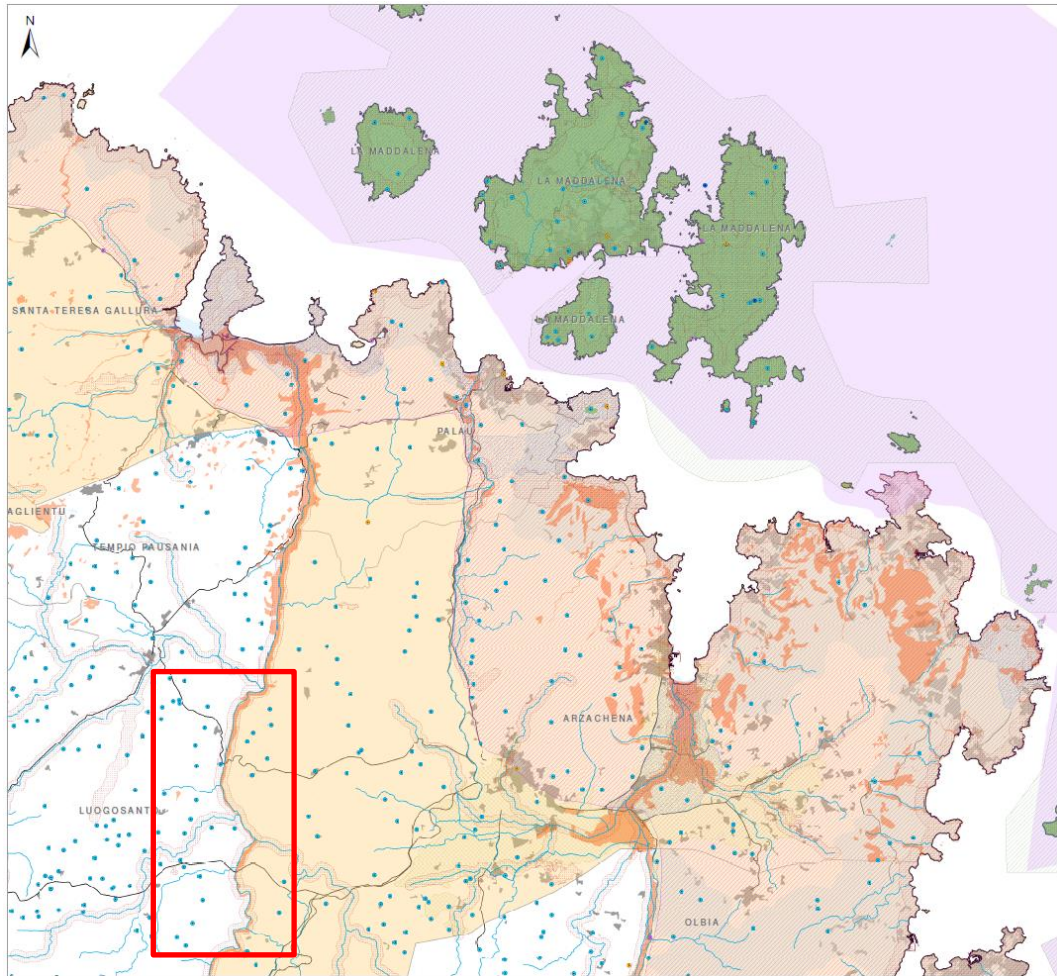 N
LA MADDALENA
LA MADDALENA
LA MADDALENA
SANTA TERESA GALLURA
LA MADDALENA
PALAU
AGLIENTU
TEMPIO PAUSANIA
ARZACHENA
LUOGOSANTO
OLBIA